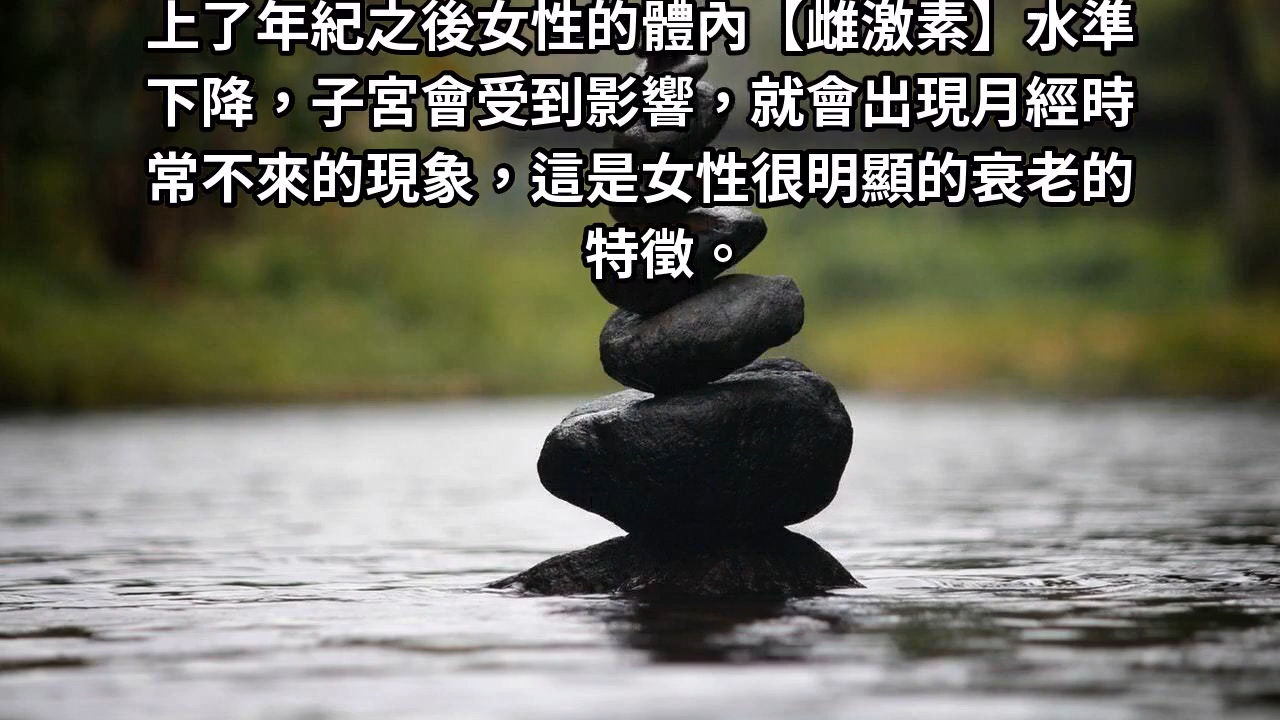 上了年紀之後女性的體內【雌激素】水準
下降，子宮會受到影響，就會出現月經時
常不來的現象，這是女性很明顯的衰老的
特徵。